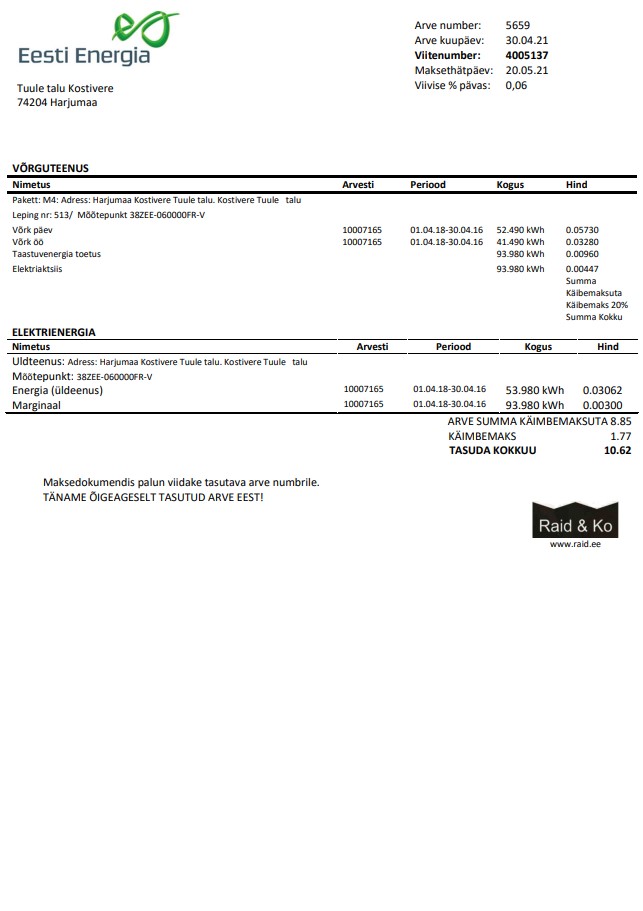 Eesti Energia
Arve number: 5659
Arve kuupäev: 30.04.21
Viitenumber: 4005137
Maksethätpäev: 20.05.21
Viivise % pävas: 0,06
Tuule talu Kostivere
74204 Harjumaa
VÕRGUTEENUS
Nimetus Arvesti Periood Kogus Hind
Pakett: M4: Adress: Harjumaa Kostivere Tuule talu. Kostivere Tuule talu
Leping nr: 513/ Mõõtepunkt 38ZEE-060000FR-V
Võrk päev 10007165 01.04.18-30.04.16 52.490 kWh 0.05730
Võrk öö 10007165 01.04.18-30.04.16 41.490 kWh 0.03280
Taastuvenergia toetus 93.980 kWh 0.00960
Elektriaktsiis 93.980 kWh 0.00447
Summa
Käibemaksuta
Käibemaks 20%
Summa Kokku
ELEKTRIENERGIA
Nimetus Arvesti Periood Kogus Hind
Uldteenus: Adress: Harjumaa Kostivere Tuule talu. Kostivere Tuule talu
Möötepunkt: 38ZEE-060000FR-V
Energia (üldeenus) 10007165 01.04.18-30.04.16 53.980 kWh 0.03062
Marginaal 10007165 01.04.18-30.04.16 93.980 kWh 0.00300
ARVE SUMMA KÄIMBEMAKSUTA 8.85
KÄIMBEMAKS 1.77
TASUDA KOKKUU 10.62
Maksedokumendis palun viidake tasutava arve numbrile.
TÄNAME ÕIGEAGESELT TASUTUD ARVE EEST!
Raid & Ko
www.raid.ee